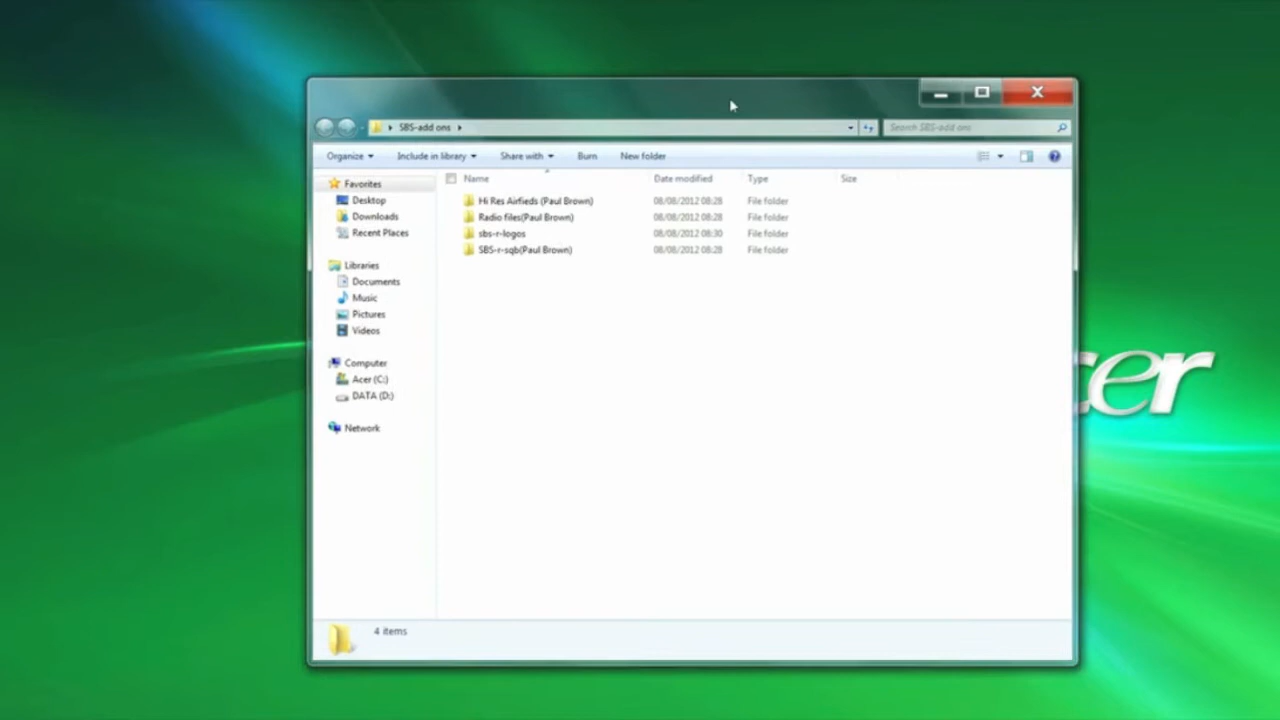 SBS-add ons
Search SBS-add ons
Organize Include in library Share with Burn New folder
Favorites
Desktop
Downloads
Recent Places
Libraries
Documents
Music
Pictures
Videos
Computer
Acer (C:)
DATA (D:)
Network
Name Date modified Type Size
Hi Res Airfieds (Paul Brown) 08/08/2012 08:28 File folder
Radio files(Paul Brown) 08/08/2012 08:28 File folder
sbs-r-logos 08/08/2012 08:30 File folder
SBS-r-sqb(Paul Brown) 08/08/2012 08:28 File folder
4 items
cer